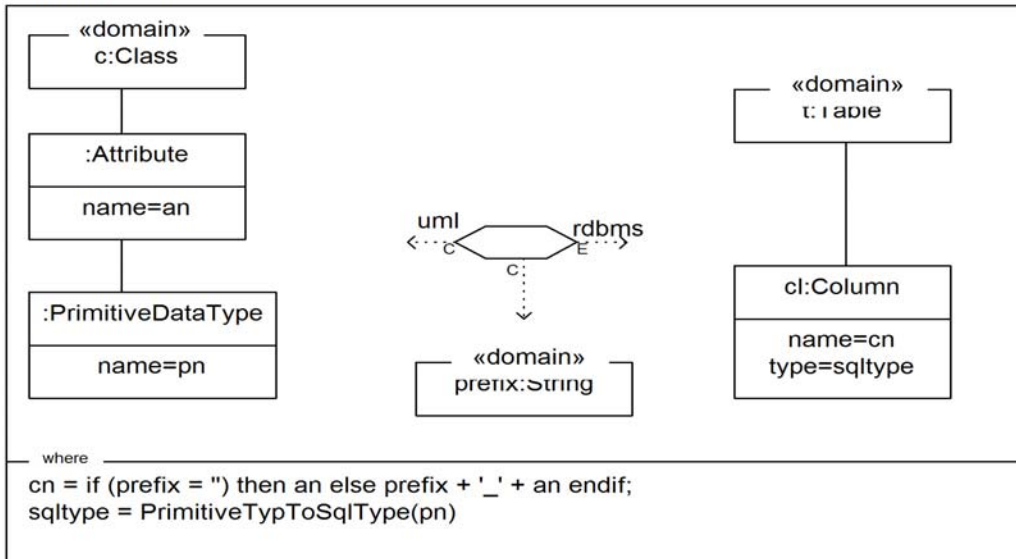 «domain»
c:Class
:Attribute
name=an
:PrimitiveDataType
name=pn
uml
rdbms
C
E
C
«domain»
prefix:String
«domain»
t:Table
cl:Column
name=cn
type=sqltype
where
cn = if (prefix = '') then an else prefix + '_' + an endif;
sqltype = PrimitiveTypToSqlType(pn)